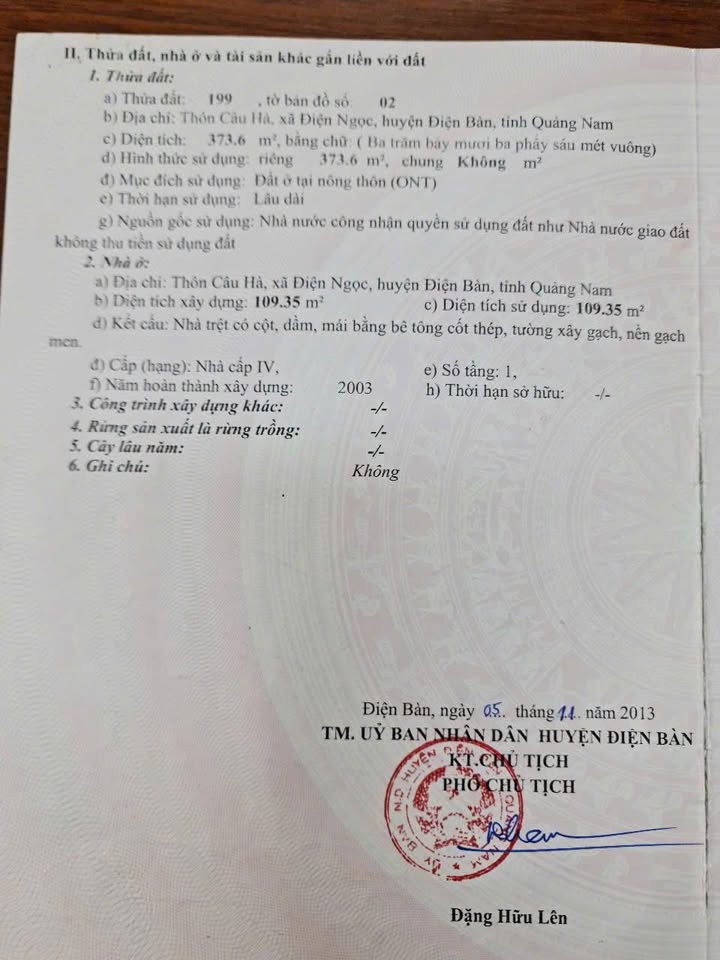 II. Thửa đất, nhà ở và tài sản khác gắn liền với đất
1. Thửa đất:
a) Thửa đất: 199 , tờ bản đồ số 02
b) Địa chỉ: Thôn Câu Hà, xã Điện Ngọc, huyện Điện Bàn, tỉnh Quảng Nam
c) Diện tích: 373.6 m², bằng chữ: ( Ba trăm bảy mươi ba phẩy sáu mét vuông)
d) Hình thức sử dụng: riêng 373.6 m², chung Không m²
đ) Mục đích sử dụng: Đất ở tại nông thôn (ONT)
e) Thời hạn sử dụng: Lâu dài
g) Nguồn gốc sử dụng: Nhà nước công nhận quyền sử dụng đất như Nhà nước giao đất
không thu tiền sử dụng đất
2. Nhà ở:
a) Địa chỉ: Thôn Câu Hà, xã Điện Ngọc, huyện Điện Bàn, tỉnh Quảng Nam
b) Diện tích xây dựng: 109.35 m² c) Diện tích sử dụng: 109.35 m²
d) Kết cấu: Nhà trệt có cột, dầm, mái bằng bê tông cốt thép, tường xây gạch, nền gạch
men.
đ) Cấp (hạng): Nhà cấp IV, e) Số tầng: 1,
f) Năm hoàn thành xây dựng: 2003 h) Thời hạn sở hữu: -/-
3. Công trình xây dựng khác: -/-
4. Rừng sản xuất là rừng trồng: -/-
5. Cây lâu năm: -/-
6. Ghi chú: Không
Điện Bàn, ngày 05 tháng 11 năm 2013
TM. UỶ BAN NHÂN DÂN HUYỆN ĐIỆN BÀN
KT.CHỦ TỊCH
PHÓ CHỦ TỊCH
Đặng Hữu Lên